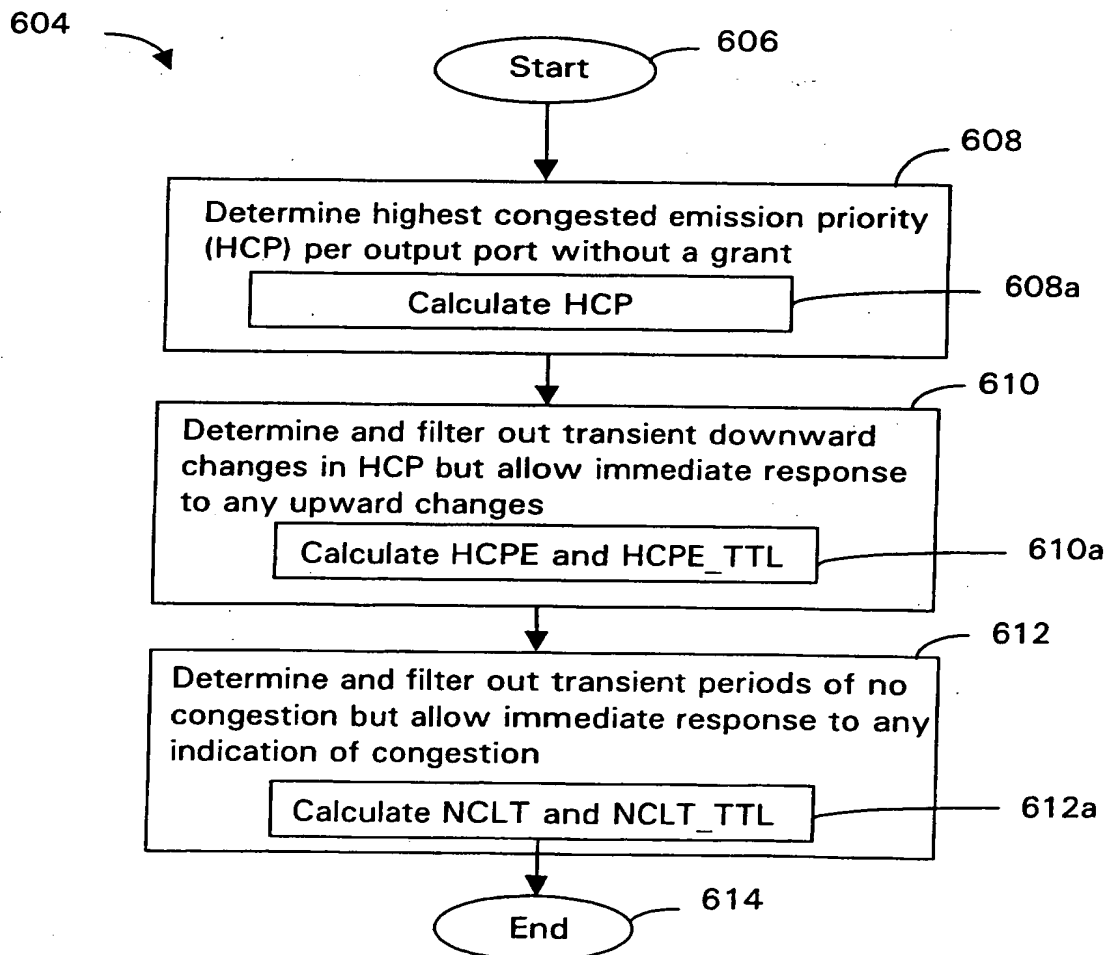 604
606
Start
608
Determine highest congested emission priority
(HCP) per output port without a grant
Calculate HCP
608a
610
Determine and filter out transient downward
changes in HCP but allow immediate response
to any upward changes
Calculate HCPE and HCPE_TTL
610a
612
Determine and filter out transient periods of no
congestion but allow immediate response to any
indication of congestion
Calculate NCLT and NCLT_TTL
612a
614
End